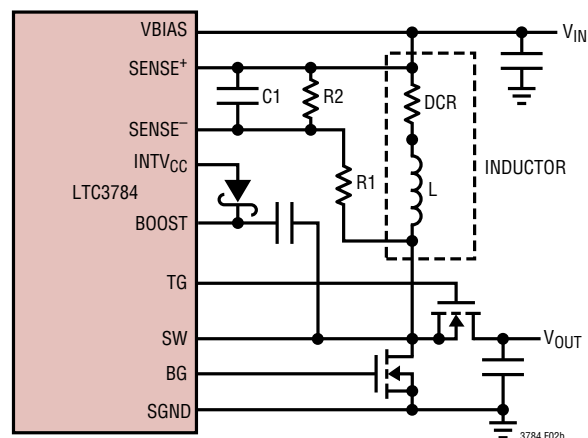 VBIAS
V_IN
SENSE+
C1
R2
DCR
SENSE–
INTV_CC
INDUCTOR
LTC3784
R1
L
BOOST
TG
SW
V_OUT
BG
SGND
3784 F02b